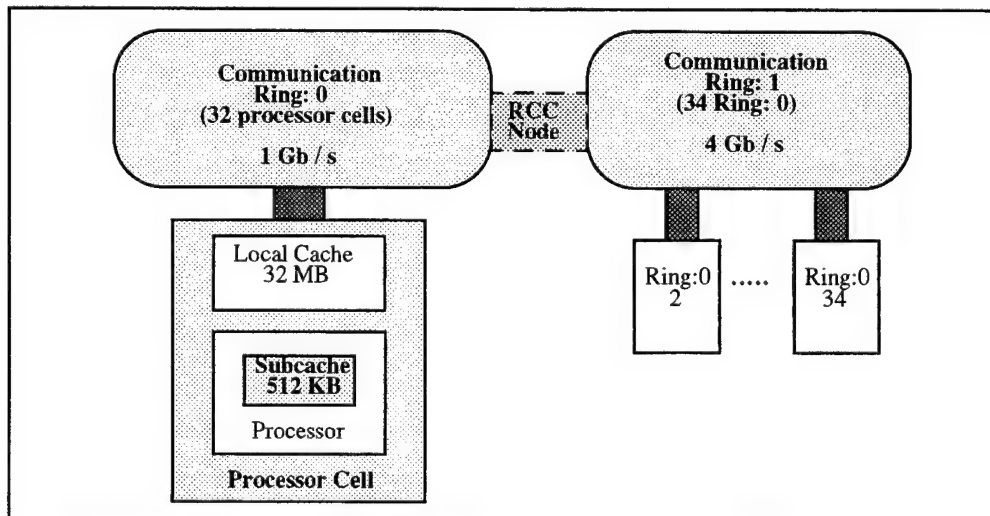 Communication
Ring: 0
(32 processor cells)
1 Gb / s
RCC
Node
Communication
Ring: 1
(34 Ring: 0)
4 Gb / s
Local Cache
32 MB
Subcache
512 KB
Processor
Processor Cell
Ring:0
2
.....
Ring:0
34